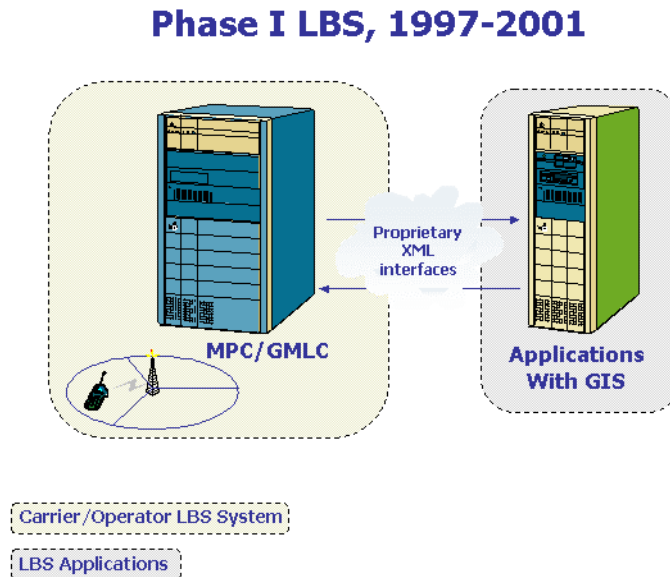 Phase I LBS, 1997-2001
Proprietary
XML
interfaces
MPC/GMLC
Applications
With GIS
Carrier/Operator LBS System
LBS Applications